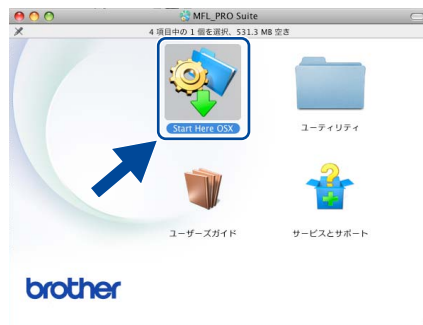 MFL_PRO Suite
4 項目中の 1 個を選択、531.3 MB 空き
Start Here OSX
ユーティリティ
ユーザーズガイド
サービスとサポート
brother